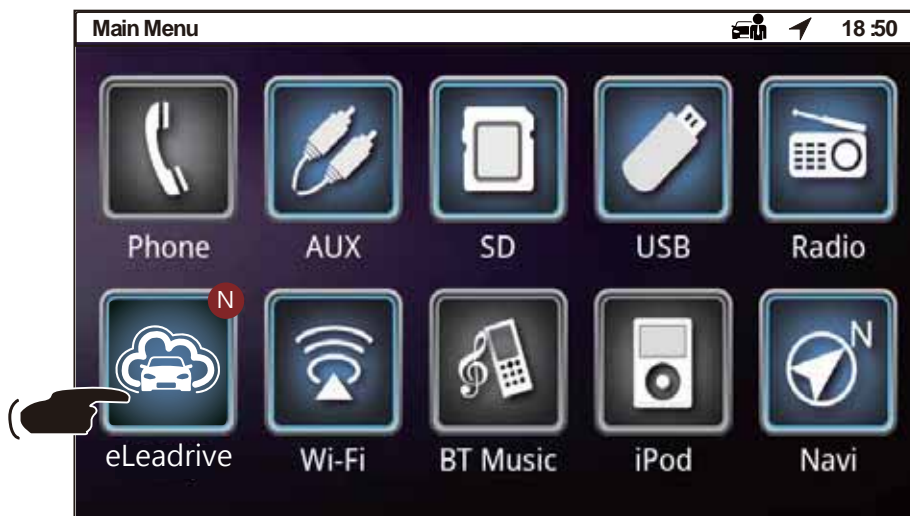 Main Menu 18:50
Phone AUX SD USB Radio
N
N
eLeadrive Wi-Fi BT Music iPod Navi